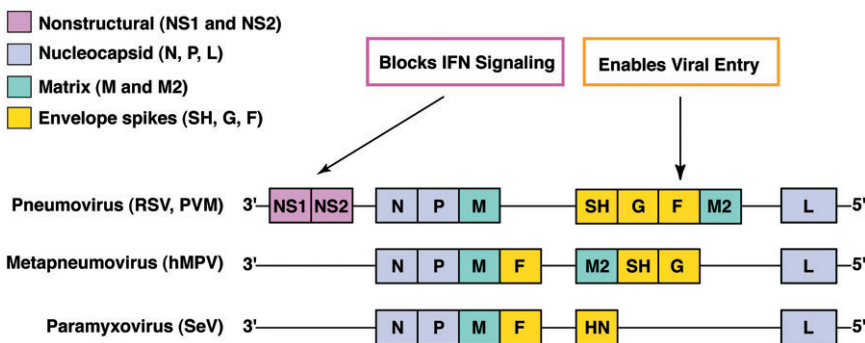 Nonstructural (NS1 and NS2)
Nucleocapsid (N, P, L)
Matrix (M and M2)
Envelope spikes (SH, G, F)
Blocks IFN Signaling
Enables Viral Entry
Pneumovirus (RSV, PVM) 3' NS1 NS2 N P M SH G F M2 L 5'
Metapneumovirus (hMPV) 3' N P M F M2 SH G L 5'
Paramyxovirus (SeV) 3' N P M F HN L 5'